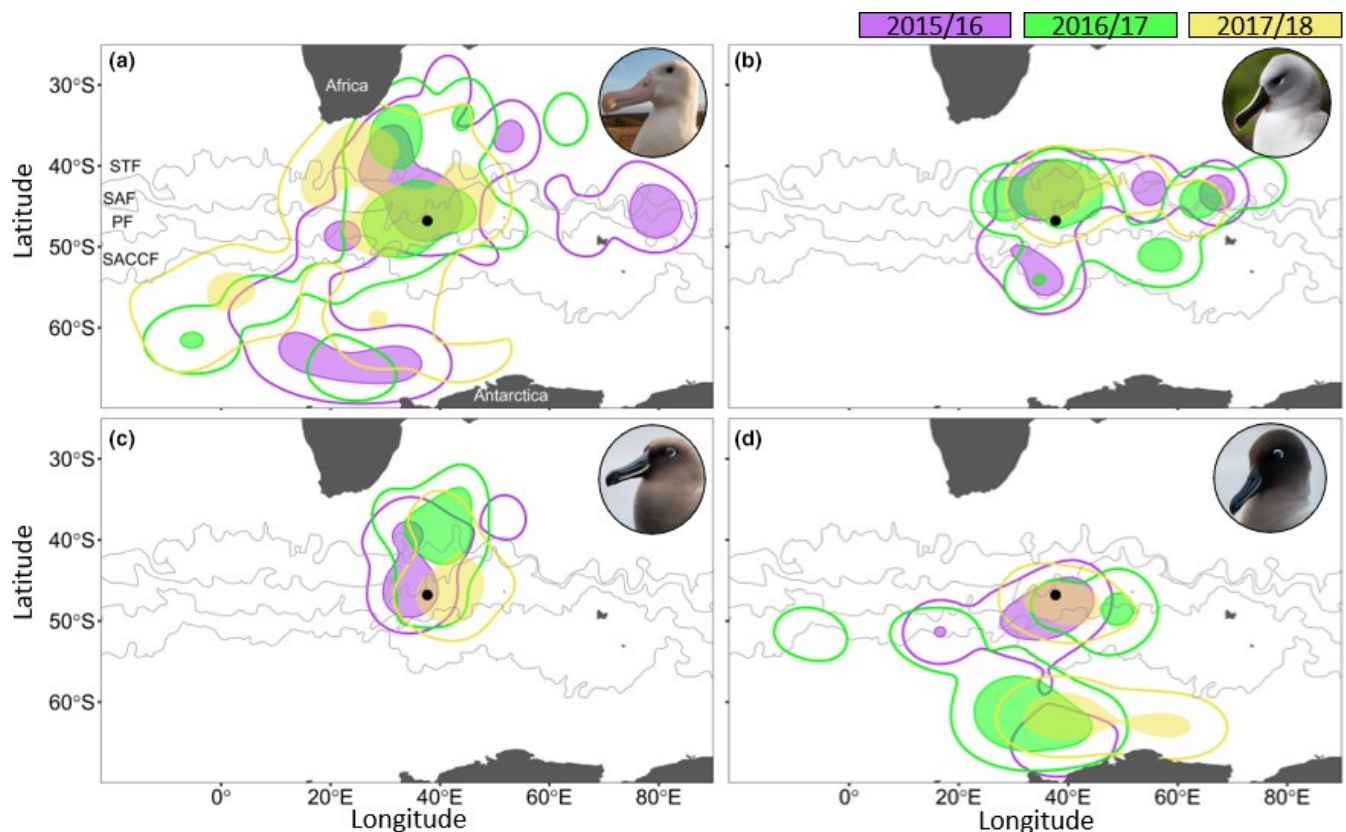 2015/16 2016/17 2017/18
(a) (b)
30°S
Africa
40°S
STF
SAF
PF
50°S
SACCF
60°S
Antarctica
Latitude
(c) (d)
30°S
40°S
50°S
60°S
Latitude
0° 20°E 40°E 60°E 80°E 0° 20°E 40°E 60°E 80°E
Longitude Longitude